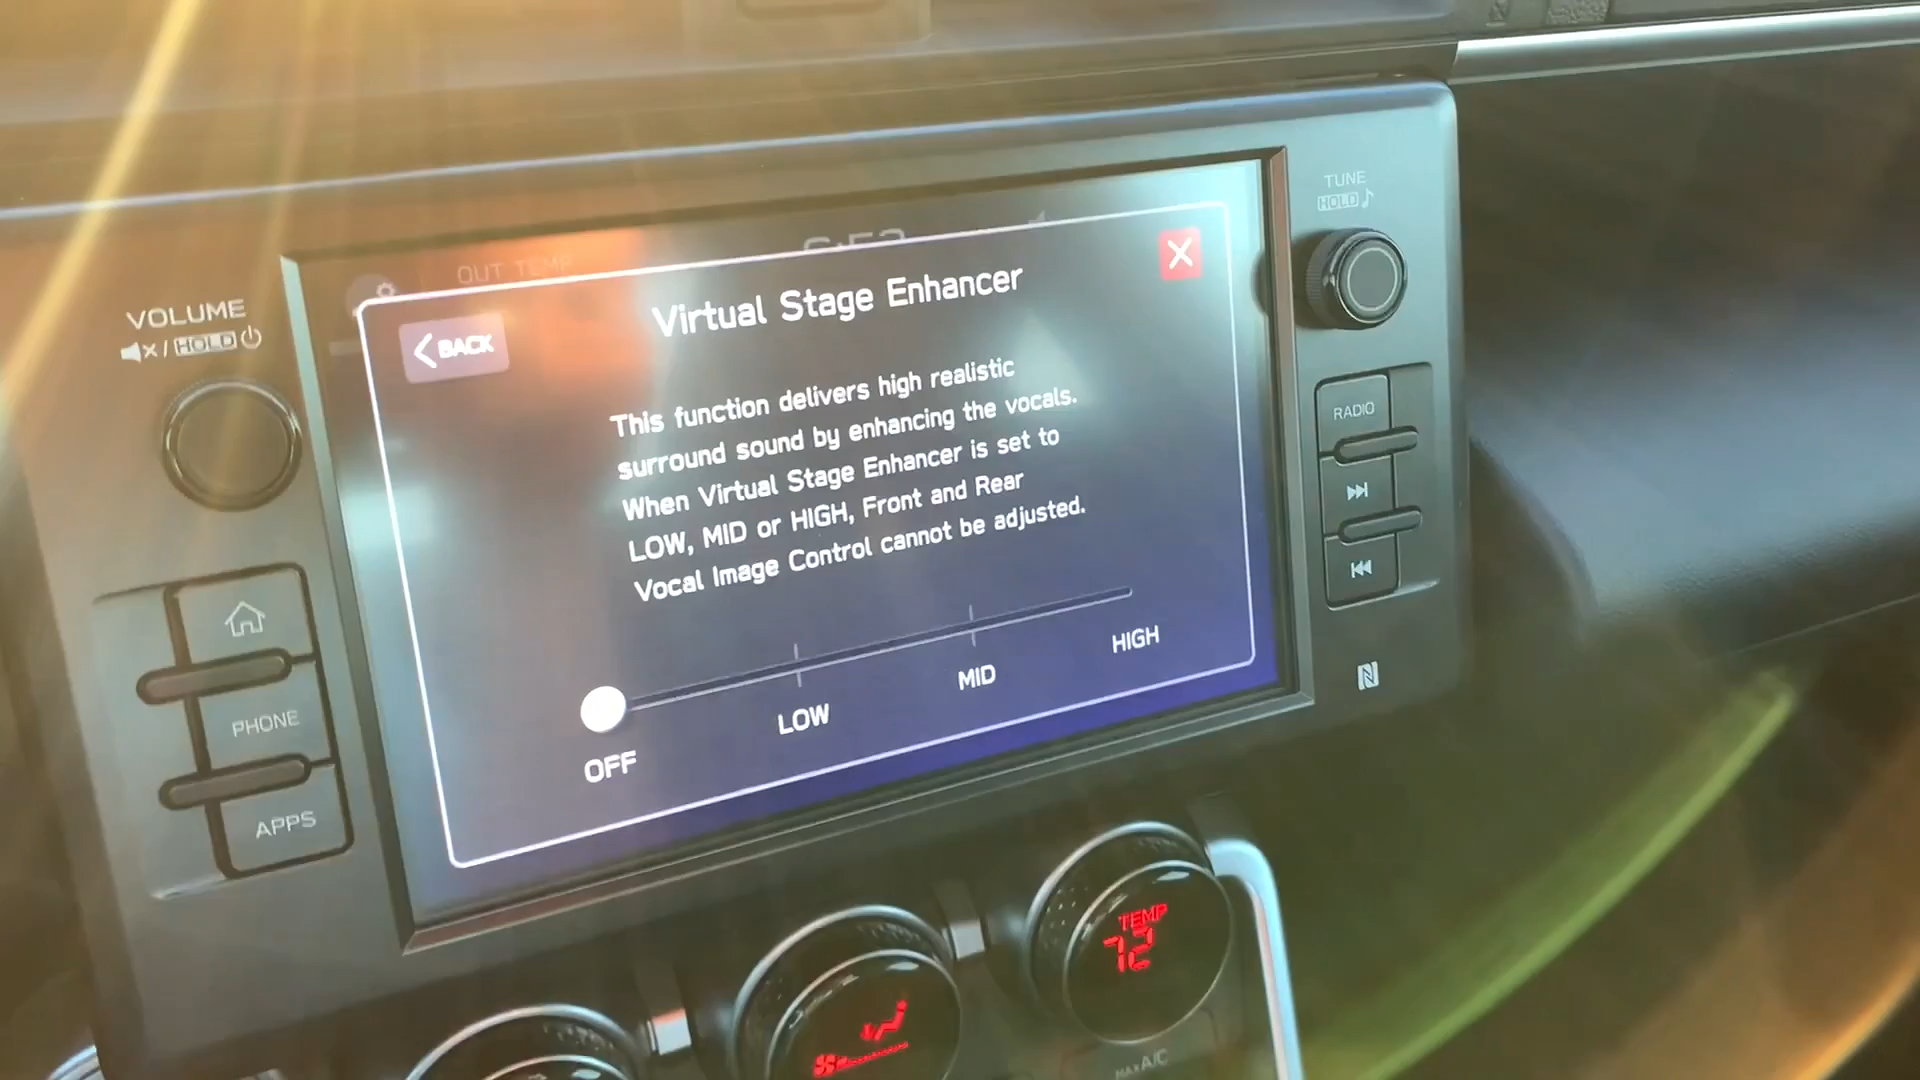 TUNE
HOLD
OUT TEMP
Virtual Stage Enhancer
VOLUME
HOLD
BACK
This function delivers high realistic
surround sound by enhancing the vocals.
When Virtual Stage Enhancer is set to
LOW, MID or HIGH, Front and Rear
Vocal Image Control cannot be adjusted.
RADIO
OFF
LOW
MID
HIGH
PHONE
APPS
TEMP
72
MAX A/C